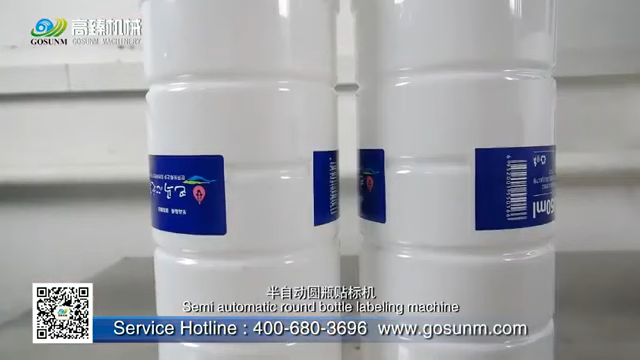 高臻机械
GOSUNM
GOSUNM MACHINERY
50ml
半自动圆瓶贴标机
Semi automatic round bottle labeling machine
Service Hotline : 400-680-3696 www.gosunm.com